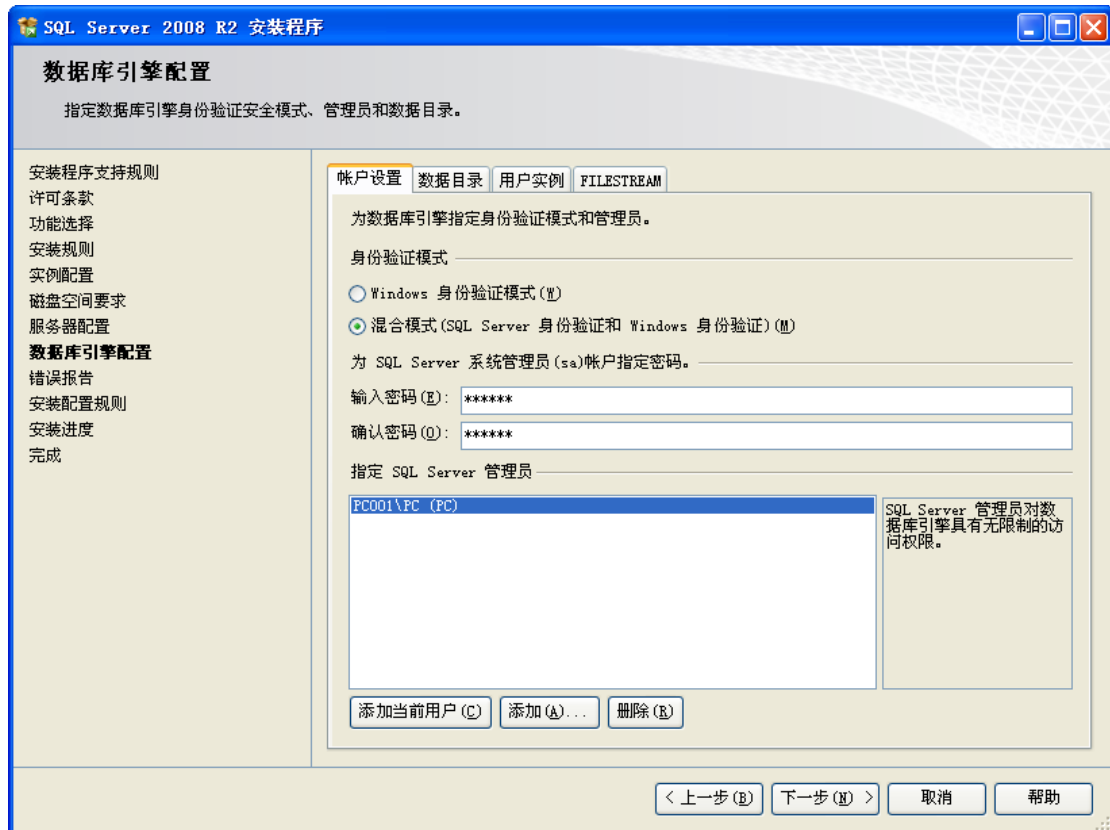 SQL Server 2008 R2 安装程序
数据库引擎配置
指定数据库引擎身份验证安全模式、管理员和数据目录。
安装程序支持规则
许可条款
功能选择
安装规则
实例配置
磁盘空间要求
服务器配置
数据库引擎配置
错误报告
安装配置规则
安装进度
完成
帐户设置 数据目录 用户实例 FILESTREAM
为数据库引擎指定身份验证模式和管理员。
身份验证模式
Windows 身份验证模式(W)
混合模式(SQL Server 身份验证和 Windows 身份验证)(M)
为 SQL Server 系统管理员(sa)帐户指定密码。
输入密码(E): ******
确认密码(O): ******
指定 SQL Server 管理员
PC001\PC (PC)
SQL Server 管理员对数
据库引擎具有无限制的访
问权限。
添加当前用户(C) 添加(A)... 删除(R)
< 上一步(B) 下一步(N) > 取消 帮助